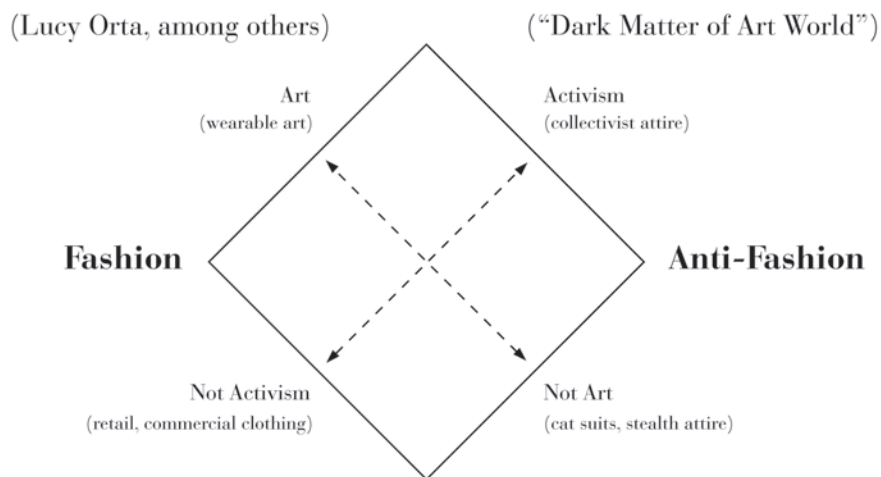 (Lucy Orta, among others)
(“Dark Matter of Art World”)
Art
(wearable art)
Activism
(collectivist attire)
Fashion
Anti-Fashion
Not Activism
(retail, commercial clothing)
Not Art
(cat suits, stealth attire)